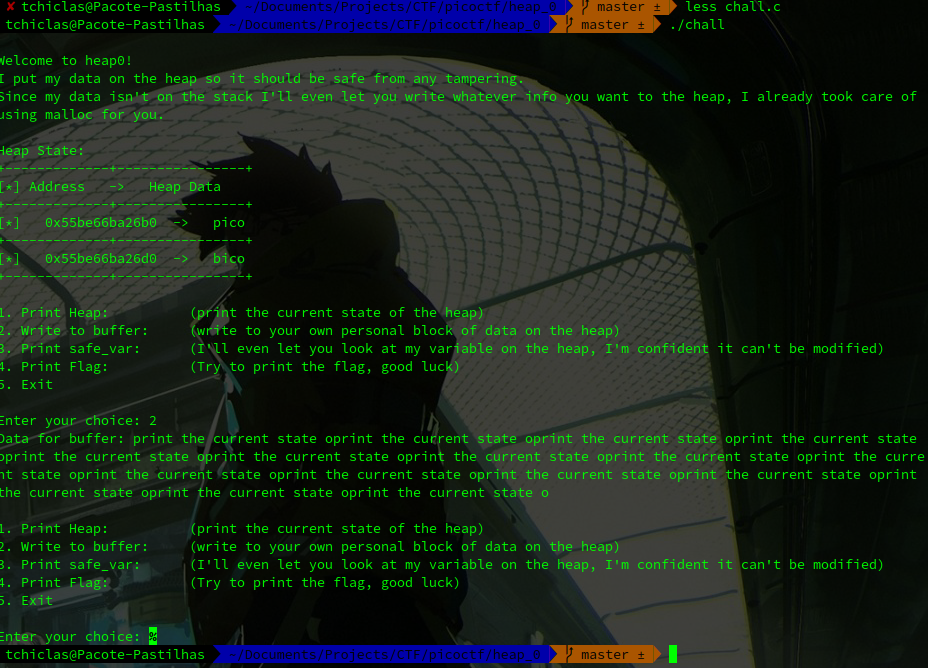 ✘ tchiclas@Pacote-Pastilhas ~/Documents/Projects/CTF/picoctf/heap_0 master ± less chall.c
tchiclas@Pacote-Pastilhas ~/Documents/Projects/CTF/picoctf/heap_0 master ± ./chall
Welcome to heap0!
I put my data on the heap so it should be safe from any tampering.
Since my data isn't on the stack I'll even let you write whatever info you want to the heap, I already took care of
using malloc for you.
Heap State:
+-------------+----------------+
[*] Address   ->   Heap Data
+-------------+----------------+
[*]   0x55be66ba26b0  ->   pico
+-------------+----------------+
[*]   0x55be66ba26d0  ->   bico
+-------------+----------------+
1. Print Heap:          (print the current state of the heap)
2. Write to buffer:     (write to your own personal block of data on the heap)
3. Print safe_var:      (I'll even let you look at my variable on the heap, I'm confident it can't be modified)
4. Print Flag:          (Try to print the flag, good luck)
5. Exit
Enter your choice: 2
Data for buffer: print the current state oprint the current state oprint the current state oprint the current state
oprint the current state oprint the current state oprint the current state oprint the current state oprint the curre
nt state oprint the current state oprint the current state oprint the current state oprint the current state oprint
the current state oprint the current state oprint the current state o
1. Print Heap:          (print the current state of the heap)
2. Write to buffer:     (write to your own personal block of data on the heap)
3. Print safe_var:      (I'll even let you look at my variable on the heap, I'm confident it can't be modified)
4. Print Flag:          (Try to print the flag, good luck)
5. Exit
Enter your choice: %
tchiclas@Pacote-Pastilhas ~/Documents/Projects/CTF/picoctf/heap_0 master ±